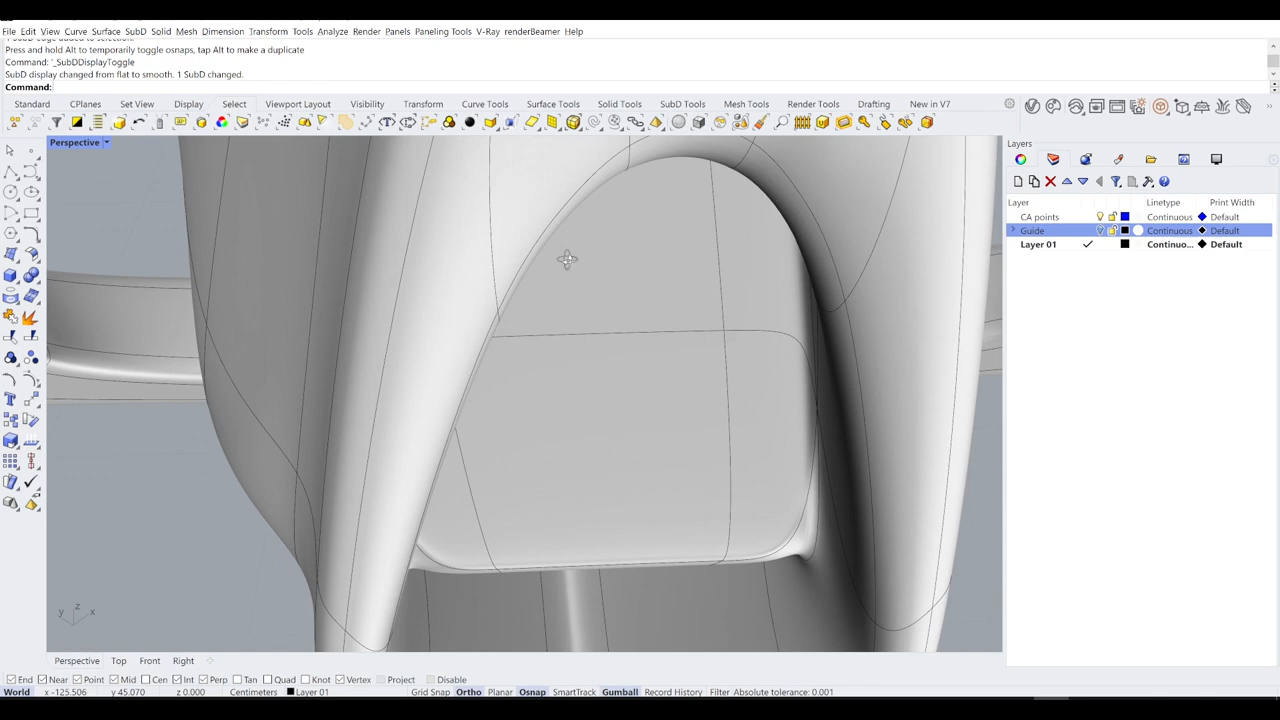 File Edit View Curve Surface SubD Solid Mesh Dimension Transform Tools Analyze Render Panels Paneling Tools V-Ray renderBeamer Help
Press and hold Alt to temporarily toggle osnaps, tap Alt to make a duplicate
Command: '_SubDDisplayToggle
SubD display changed from flat to smooth. 1 SubD changed.
Command:
Standard CPlanes Set View Display Select Viewport Layout Visibility Transform Curve Tools Surface Tools Solid Tools SubD Tools Mesh Tools Render Tools Drafting New in V7
Perspective
Layers
Layer Linetype Print Width
CA points Continuous Default
Guide Continuous Default
Layer 01 Continuo... Default
z
y x
Perspective Top Front Right
End Near Point Mid Cen Int Perp Tan Quad Knot Vertex Project Disable
World x -125.506 y 45.070 z 0.000 Centimeters Layer 01 Grid Snap Ortho Planar Osnap SmartTrack Gumball Record History Filter Absolute tolerance: 0.001